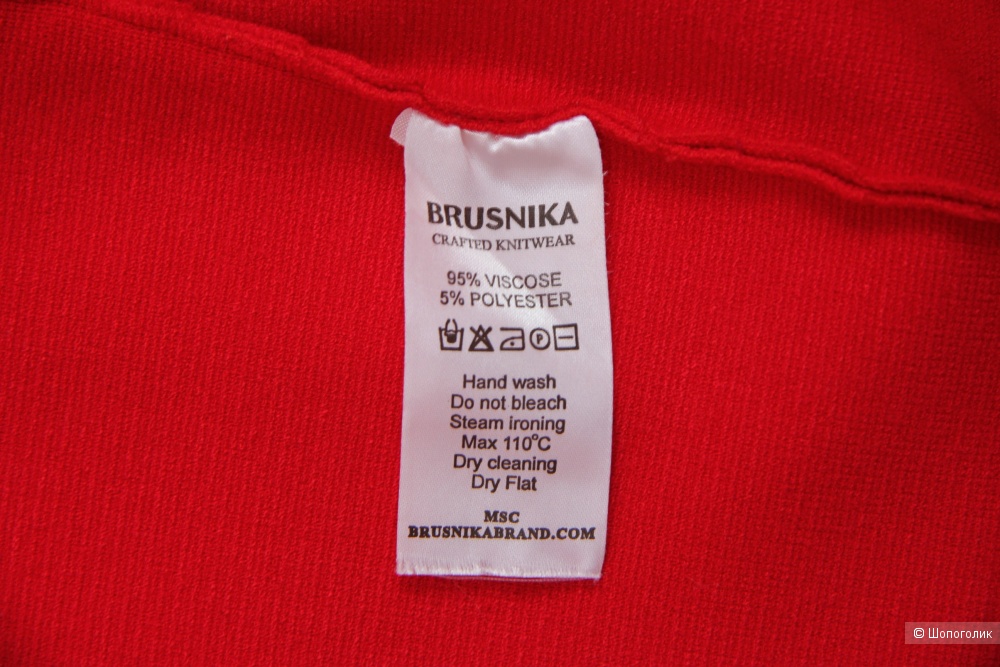 BRUSNIKA
CRAFTED KNITWEAR
95% VISCOSE
5% POLYESTER
P
Hand wash
Do not bleach
Steam ironing
Max 110°C
Dry cleaning
Dry Flat
MSC
BRUSNIKABRAND.COM
© Шопоголик